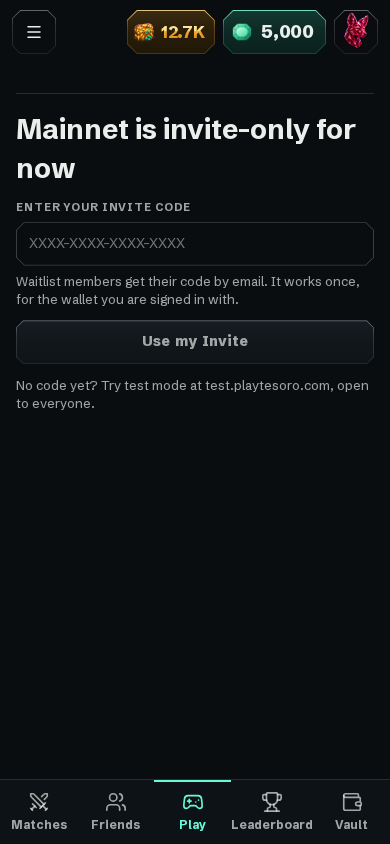 12.7K
5,000
Mainnet is invite-only for
now
ENTER YOUR INVITE CODE
XXXX-XXXX-XXXX-XXXX
Waitlist members get their code by email. It works once,
for the wallet you are signed in with.
Use my Invite
No code yet? Try test mode at test.playtesoro.com, open
to everyone.
Matches
Friends
Play
Leaderboard
Vault